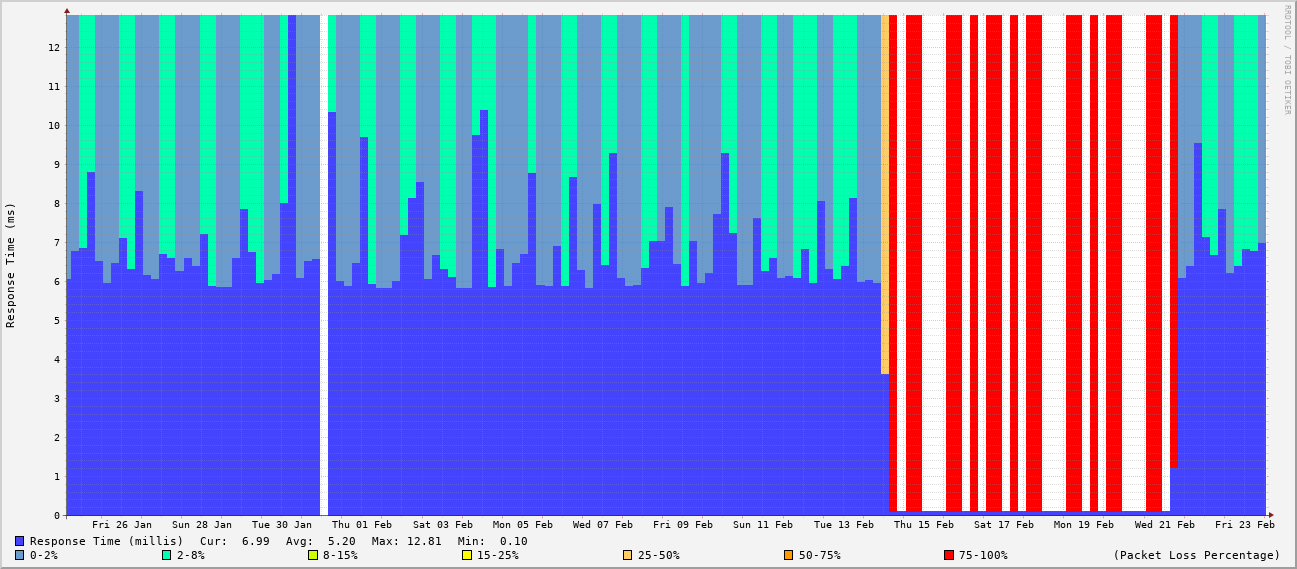 RRDTOOL / TOBI OETIKER
Response Time (ms)
12
11
10
9
8
7
6
5
4
3
2
1
0
Fri 26 Jan Sun 28 Jan Tue 30 Jan Thu 01 Feb Sat 03 Feb Mon 05 Feb Wed 07 Feb Fri 09 Feb Sun 11 Feb Tue 13 Feb Thu 15 Feb Sat 17 Feb Mon 19 Feb Wed 21 Feb Fri 23 Feb
Response Time (millis) Cur: 6.99 Avg: 5.20 Max: 12.81 Min: 0.10
0-2% 2-8% 8-15% 15-25% 25-50% 50-75% 75-100% (Packet Loss Percentage)